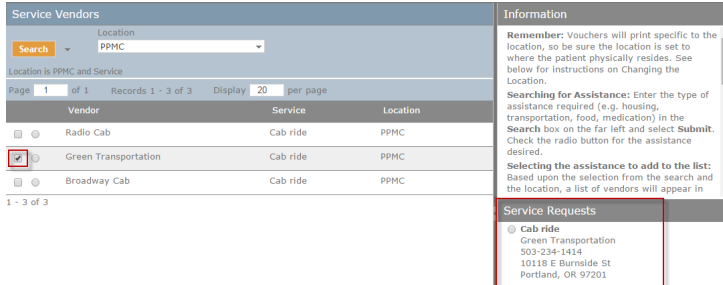 Service Vendors
Location
Search
PPMC
Location is PPMC and Service
Page 1 of 1 Records 1 - 3 of 3 Display 20 per page
Vendor Service Location
Radio Cab Cab ride PPMC
Green Transportation Cab ride PPMC
Broadway Cab Cab ride PPMC
1 - 3 of 3
Information
Remember: Vouchers will print specific to the
location, so be sure the location is set to
where the patient physically resides. See
below for instructions on Changing the
Location.
Searching for Assistance: Enter the type of
assistance required (e.g. housing,
transportation, food, medication) in the
Search box on the far left and select Submit.
Check the radio button for the assistance
desired.
Selecting the assistance to add to the list:
Based upon the selection from the search and
the location, a list of vendors will appear in
Service Requests
Cab ride
Green Transportation
503-234-1414
10118 E Burnside St
Portland, OR 97201